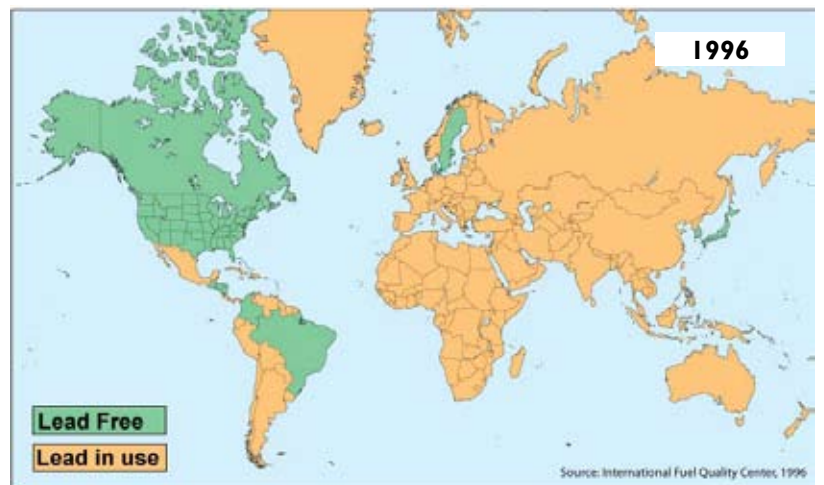 1996
Lead Free
Lead in use
Source: International Fuel Quality Center, 1996